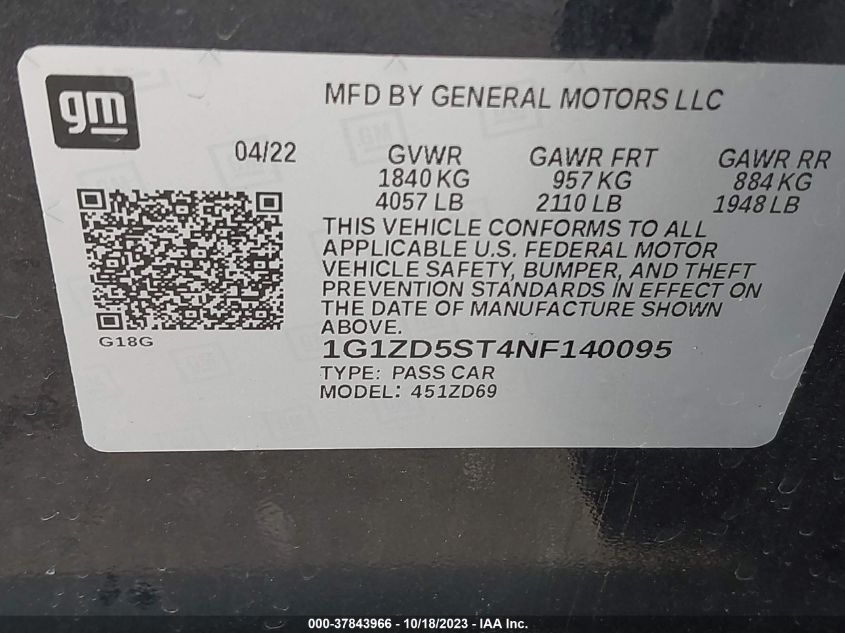 gm
MFD BY GENERAL MOTORS LLC
04/22 GVWR GAWR FRT GAWR RR
1840 KG 957 KG 884 KG
4057 LB 2110 LB 1948 LB
THIS VEHICLE CONFORMS TO ALL
APPLICABLE U.S. FEDERAL MOTOR
VEHICLE SAFETY, BUMPER, AND THEFT
PREVENTION STANDARDS IN EFFECT ON
THE DATE OF MANUFACTURE SHOWN
ABOVE.
G18G
1G1ZD5ST4NF140095
TYPE: PASS CAR
MODEL: 451ZD69
000-37843966 - 10/18/2023 - IAA Inc.